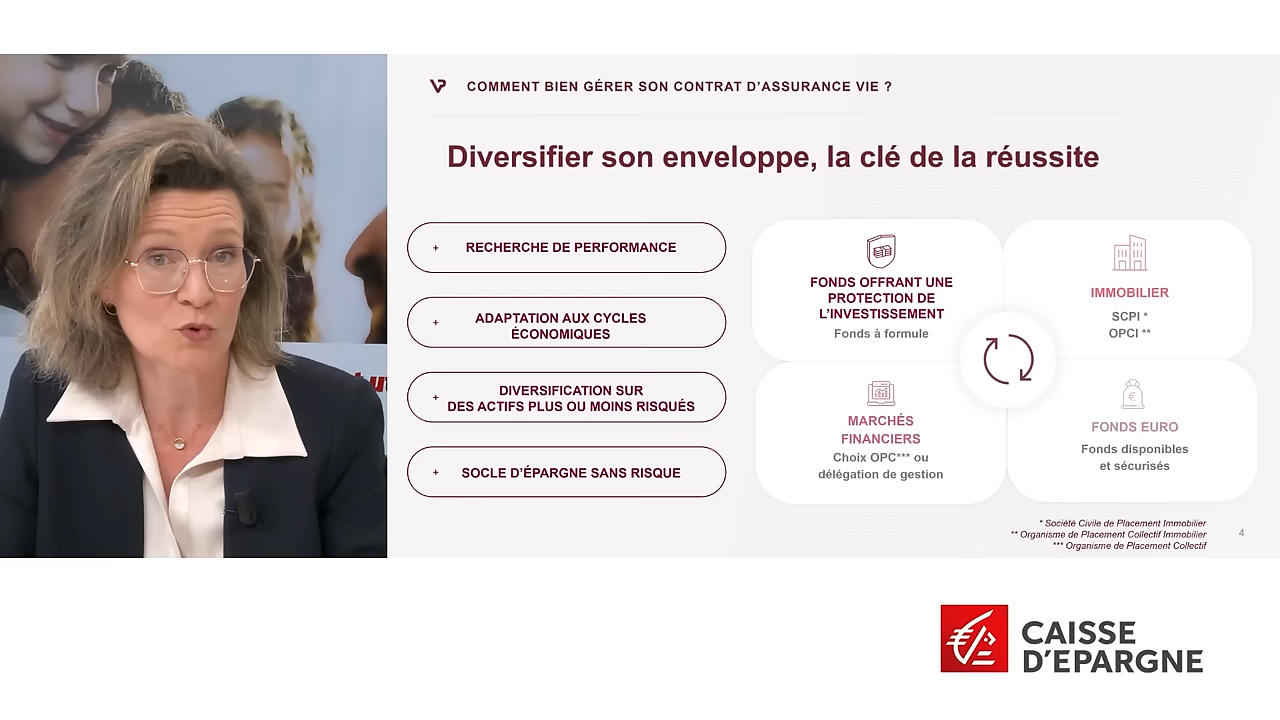 COMMENT BIEN GÉRER SON CONTRAT D'ASSURANCE VIE ?
Diversifier son enveloppe, la clé de la réussite
+ RECHERCHE DE PERFORMANCE
+ ADAPTATION AUX CYCLES
ÉCONOMIQUES
+ DIVERSIFICATION SUR
DES ACTIFS PLUS OU MOINS RISQUÉS
+ SOCLE D'ÉPARGNE SANS RISQUE
FONDS OFFRANT UNE
PROTECTION DE
L'INVESTISSEMENT
Fonds à formule
IMMOBILIER
SCPI *
OPCI **
MARCHÉS
FINANCIERS
Choix OPC*** ou
délégation de gestion
FONDS EURO
Fonds disponibles
et sécurisés
* Société Civile de Placement Immobilier
** Organisme de Placement Collectif Immobilier
*** Organisme de Placement Collectif
4
CAISSE
D'EPARGNE